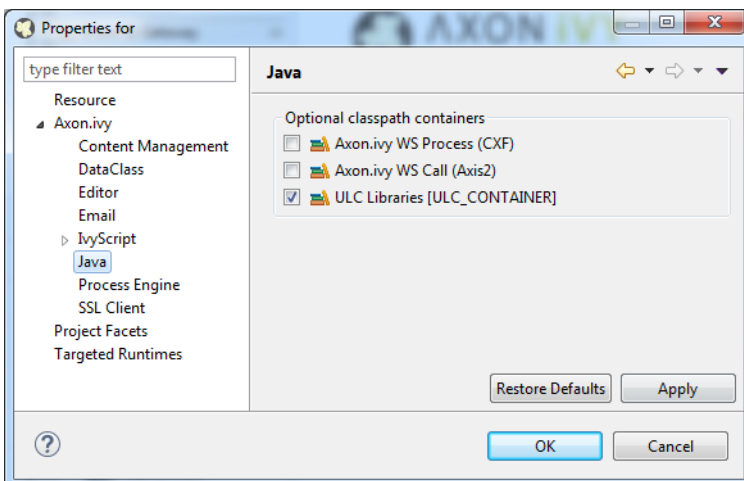 Properties for
AXON iVY
type filter text
Resource
Axon.ivy
Content Management
DataClass
Editor
Email
IvyScript
Java
Process Engine
SSL Client
Project Facets
Targeted Runtimes
Java
Optional classpath containers
Axon.ivy WS Process (CXF)
Axon.ivy WS Call (Axis2)
ULC Libraries [ULC_CONTAINER]
Restore Defaults
Apply
OK
Cancel